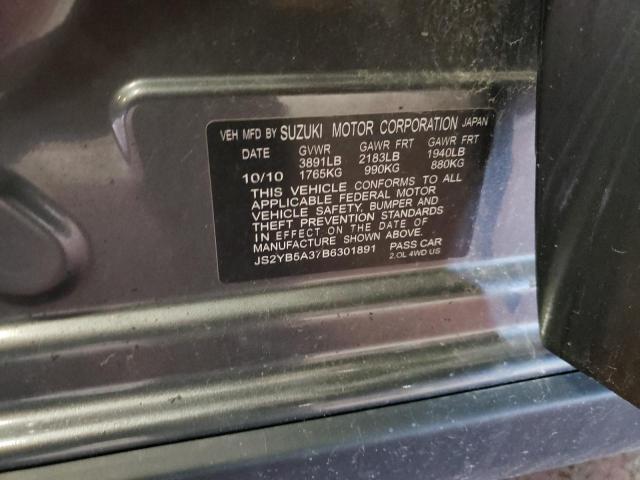 VEH MFD BY SUZUKI MOTOR CORPORATION JAPAN
DATE GVWR GAWR FRT GAWR FRT
3891LB 2183LB 1940LB
10/10 1765KG 990KG 880KG
THIS VEHICLE CONFORMS TO ALL
APPLICABLE FEDERAL MOTOR
VEHICLE SAFETY, BUMPER AND
THEFT PREVENTION STANDARDS
IN EFFECT ON THE DATE OF
MANUFACTURE SHOWN ABOVE
JS2YB5A37B6301891 PASS CAR
2.0L 4WD US